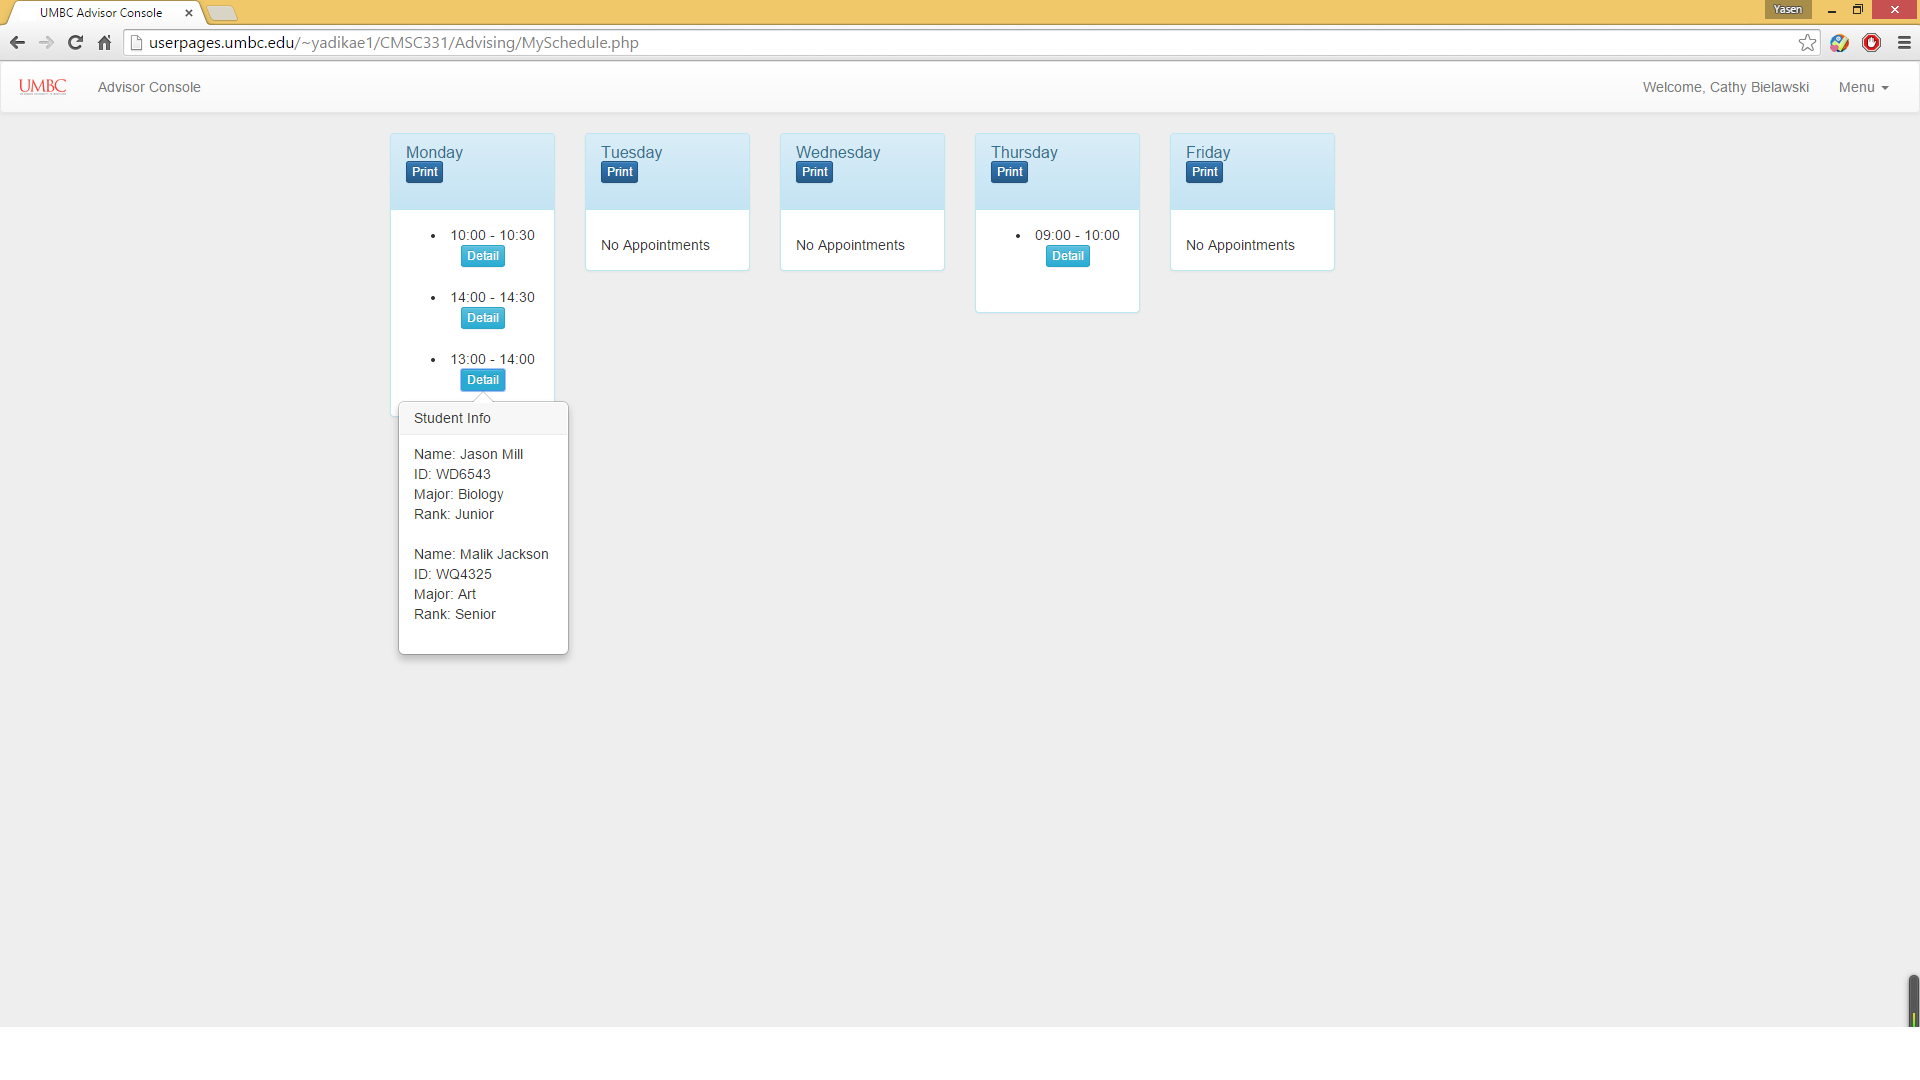 UMBC Advisor Console
Yasen
userpages.umbc.edu/~yadikae1/CMSC331/Advising/MySchedule.php
UMBC
Advisor Console
Welcome, Cathy Bielawski
Menu
Monday
Print
10:00 - 10:30
Detail
14:00 - 14:30
Detail
13:00 - 14:00
Detail
Student Info
Name: Jason Mill
ID: WD6543
Major: Biology
Rank: Junior
Name: Malik Jackson
ID: WQ4325
Major: Art
Rank: Senior
Tuesday
Print
No Appointments
Wednesday
Print
No Appointments
Thursday
Print
09:00 - 10:00
Detail
Friday
Print
No Appointments